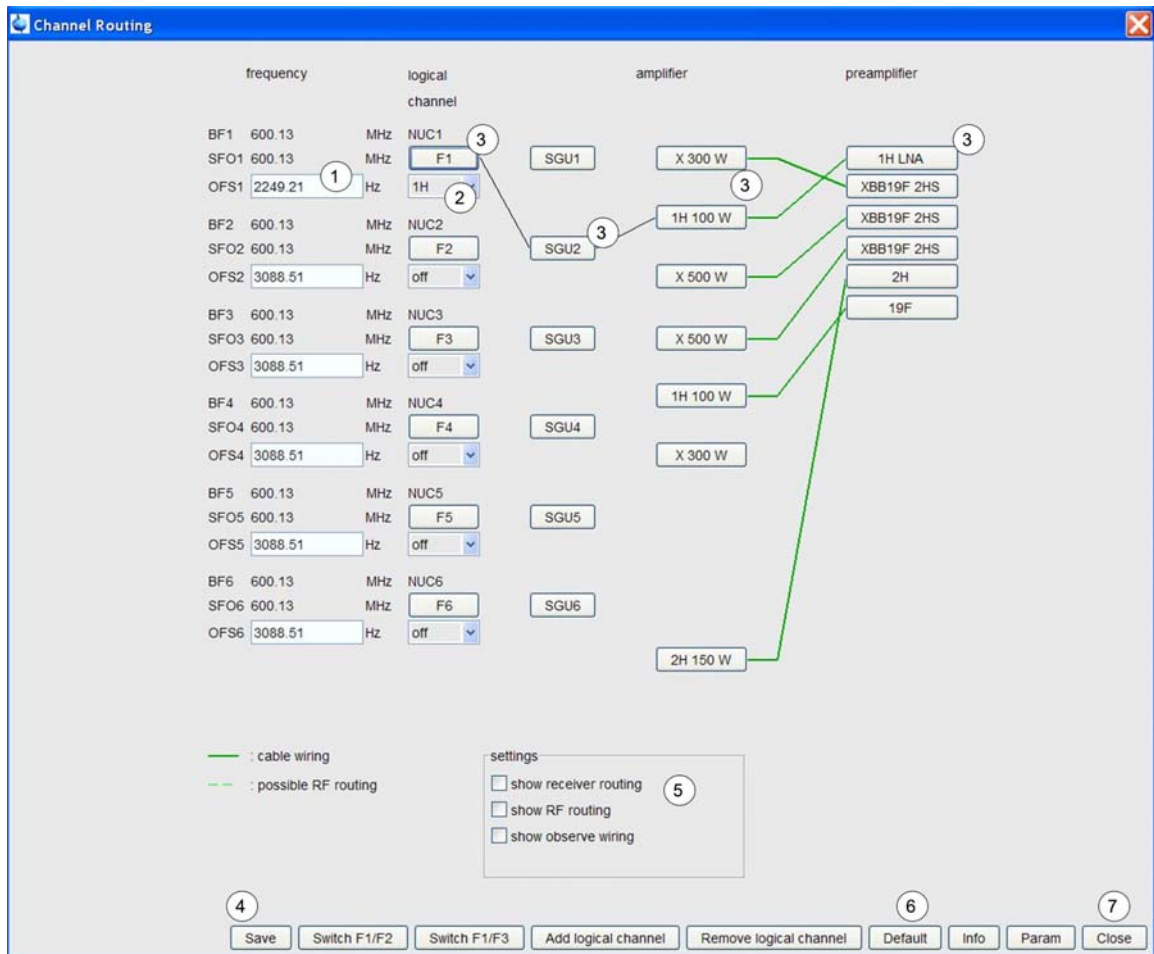 Channel Routing
frequency logical channel amplifier preamplifier
BF1 600.13 MHz NUC1 3 3
SFO1 600.13 MHz F1 SGU1 X 300 W 1H LNA
OFS1 2249.21 1 Hz 1H 2 3 XBB19F 2HS
BF2 600.13 MHz NUC2 3 1H 100 W XBB19F 2HS
SFO2 600.13 MHz F2 SGU2 XBB19F 2HS
OFS2 3088.51 Hz off X 500 W 2H
BF3 600.13 MHz NUC3 19F
SFO3 600.13 MHz F3 SGU3 X 500 W
OFS3 3088.51 Hz off
BF4 600.13 MHz NUC4 1H 100 W
SFO4 600.13 MHz F4 SGU4
OFS4 3088.51 Hz off X 300 W
BF5 600.13 MHz NUC5
SFO5 600.13 MHz F5 SGU5
OFS5 3088.51 Hz off
BF6 600.13 MHz NUC6
SFO6 600.13 MHz F6 SGU6
OFS6 3088.51 Hz off
2H 150 W
: cable wiring settings
: possible RF routing show receiver routing 5
show RF routing
show observe wiring
4 6 7
Save Switch F1/F2 Switch F1/F3 Add logical channel Remove logical channel Default Info Param Close